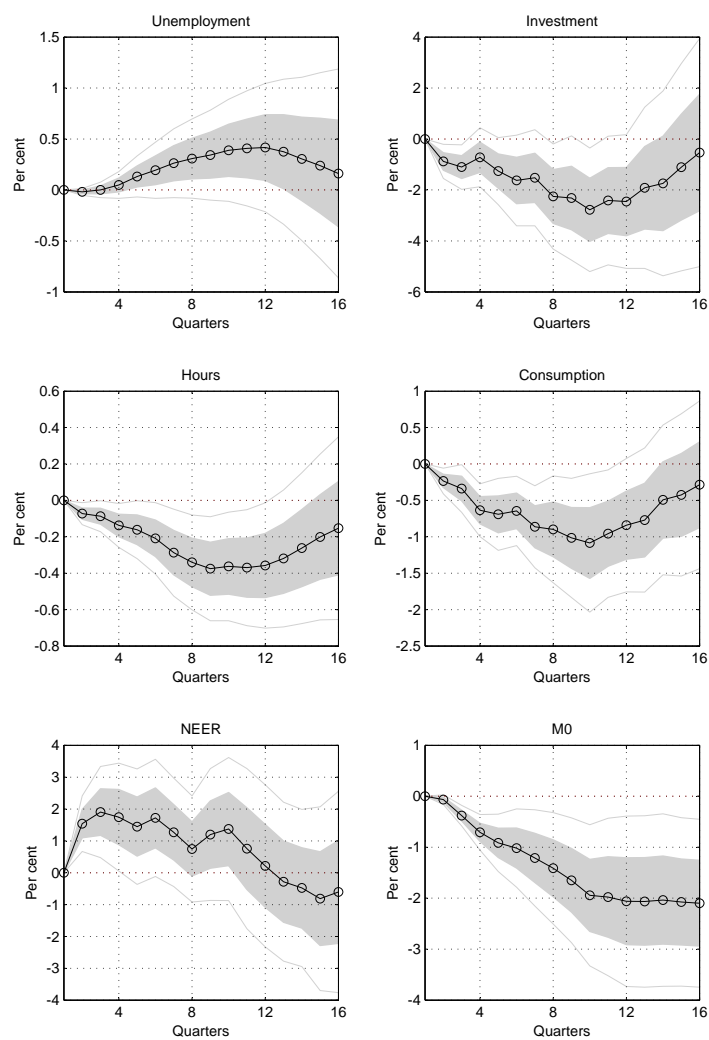 Unemployment
1.5
1
0.5
0
-0.5
-1
Per cent
4 8 12 16
Quarters
Investment
4
2
0
-2
-4
-6
Per cent
4 8 12 16
Quarters
Hours
0.6
0.4
0.2
0
-0.2
-0.4
-0.6
-0.8
Per cent
4 8 12 16
Quarters
Consumption
1
0.5
0
-0.5
-1
-1.5
-2
-2.5
Per cent
4 8 12 16
Quarters
NEER
4
3
2
1
0
-1
-2
-3
-4
Per cent
4 8 12 16
Quarters
M0
1
0
-1
-2
-3
-4
Per cent
4 8 12 16
Quarters